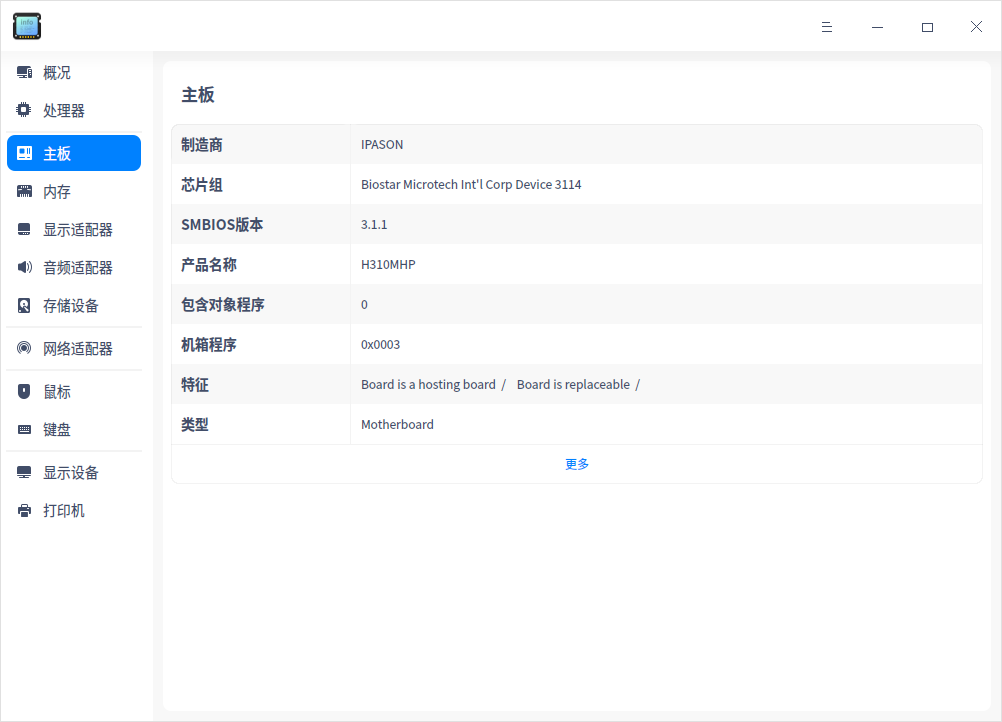 info
概况
处理器
主板
内存
显示适配器
音频适配器
存储设备
网络适配器
鼠标
键盘
显示设备
打印机
主板
制造商 IPASON
芯片组 Biostar Microtech Int'l Corp Device 3114
SMBIOS版本 3.1.1
产品名称 H310MHP
包含对象程序 0
机箱程序 0x0003
特征 Board is a hosting board / Board is replaceable /
类型 Motherboard
更多